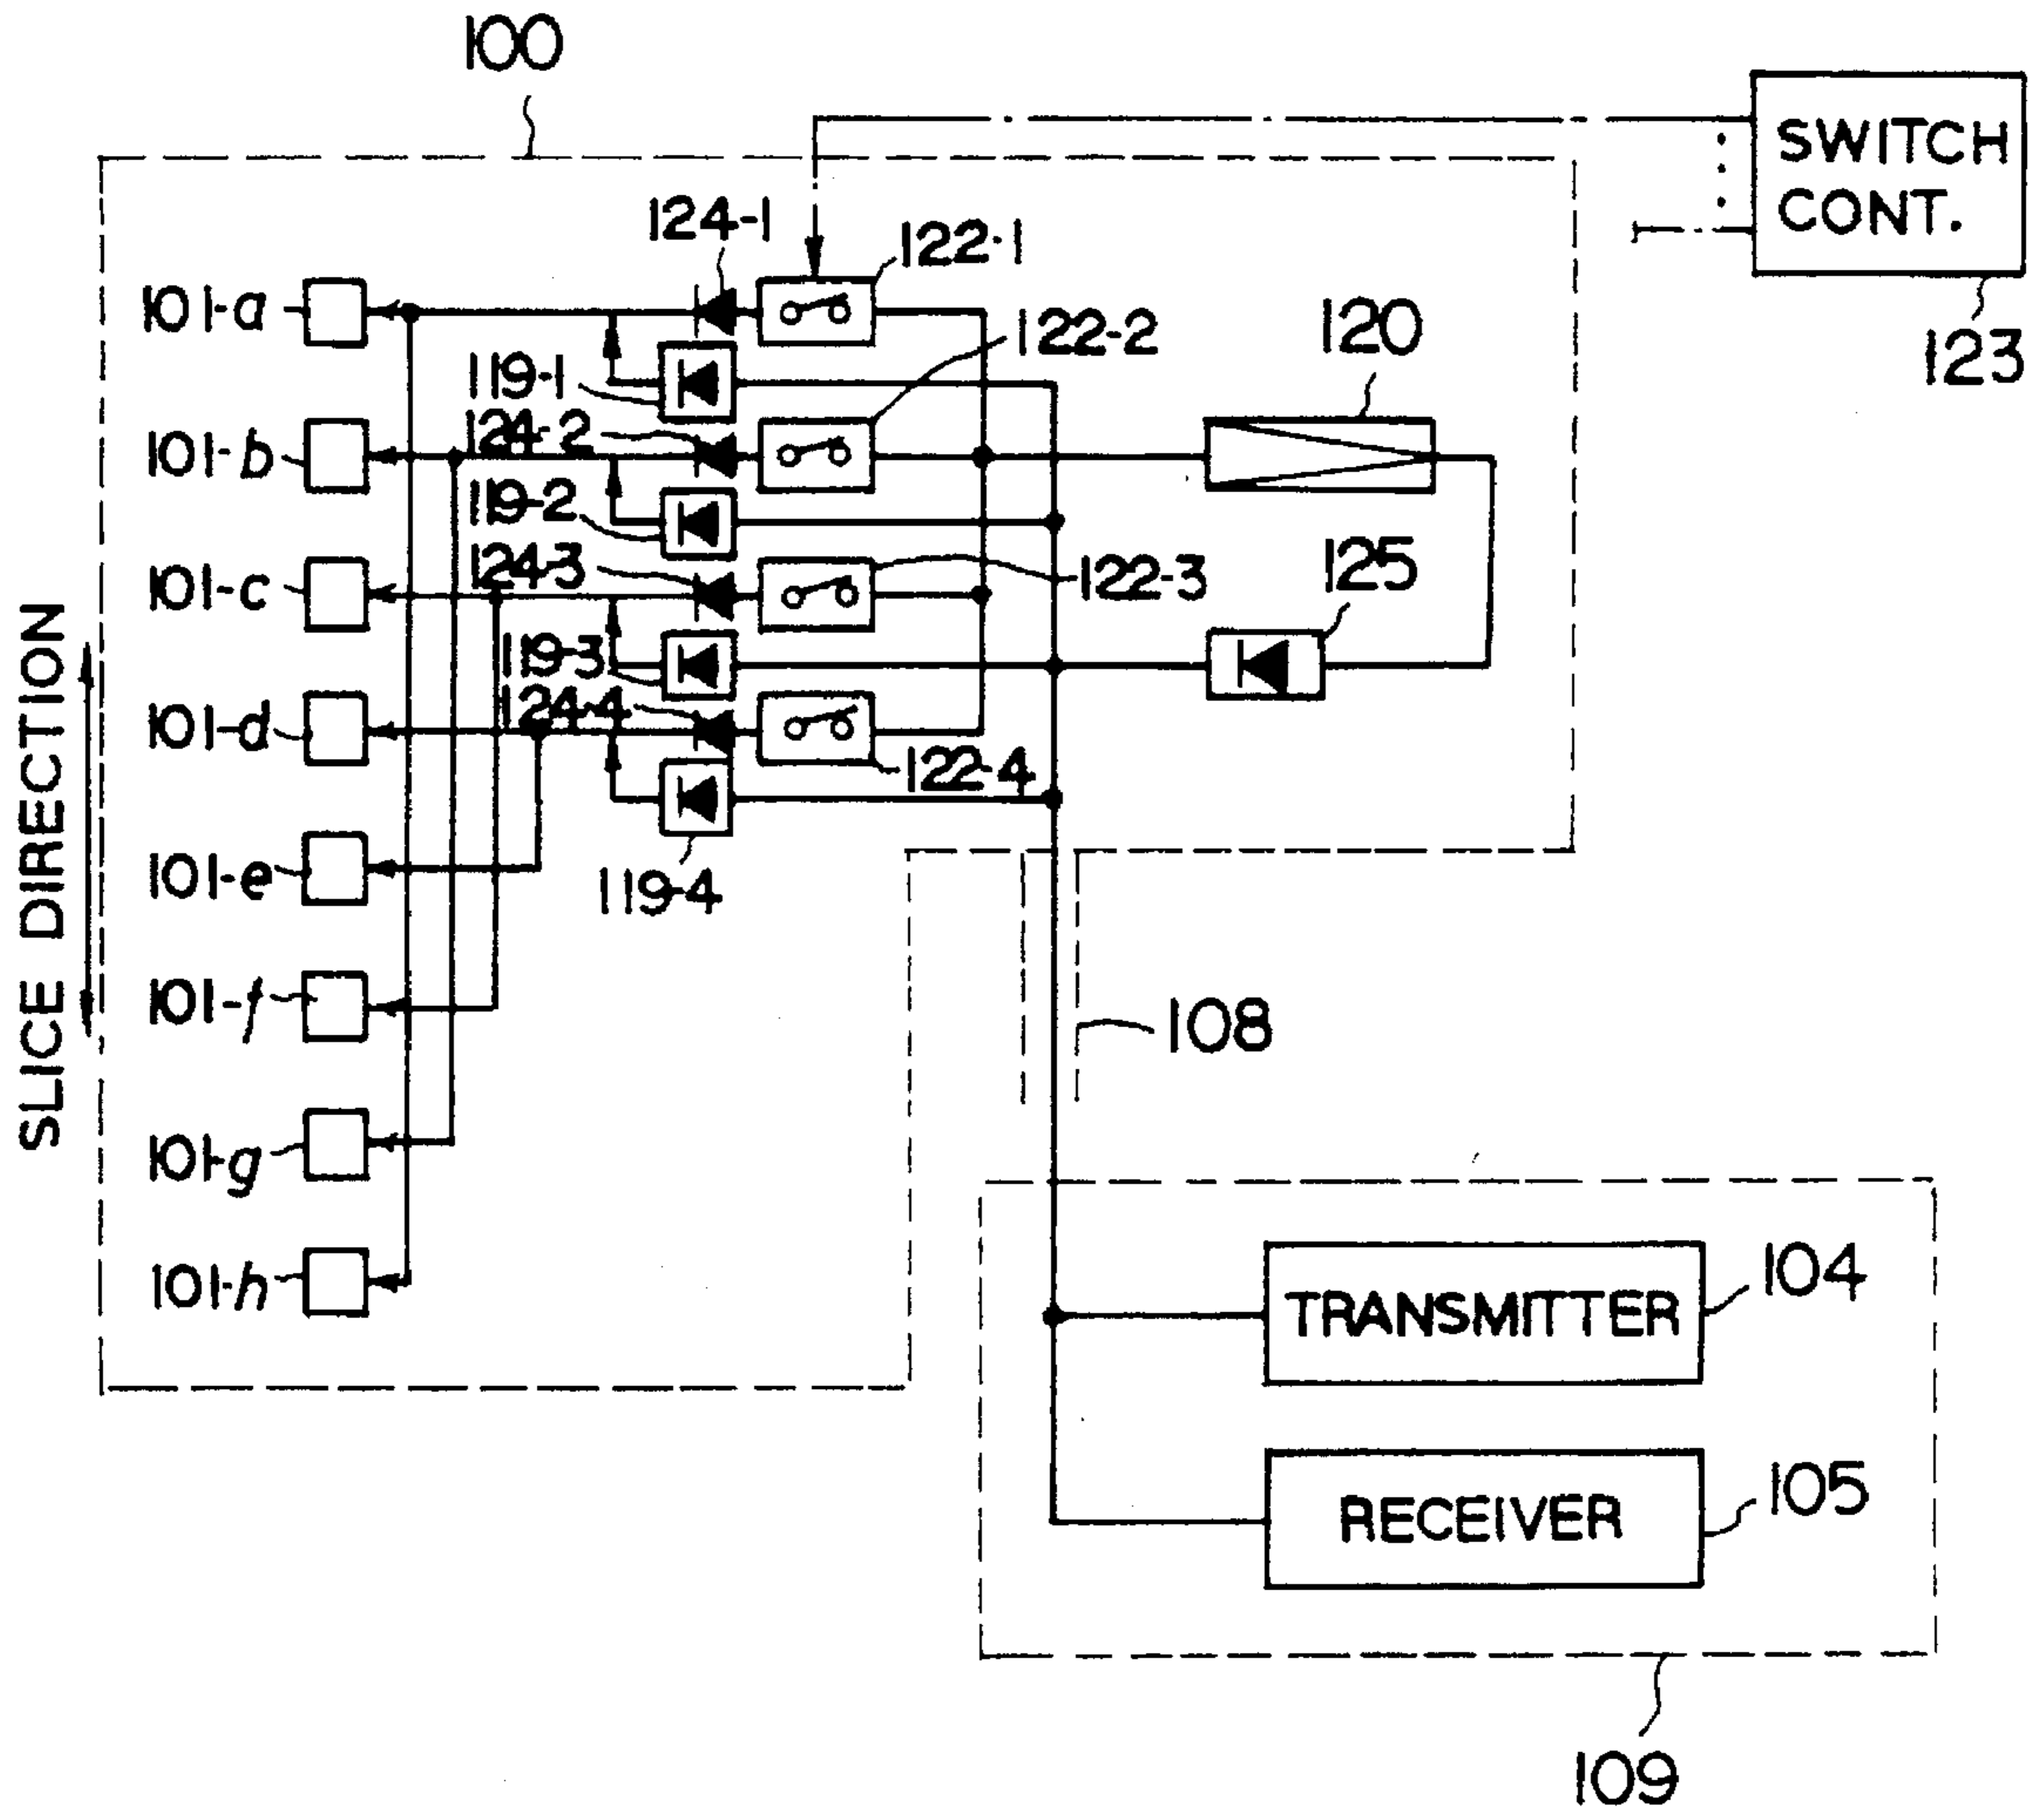 100
SWITCH
CONT.
123
124-1
122-1
101-a
122-2
120
119-1
124-2
101-b
119-2
124-3
125
101-c
122-3
119-3
124-4
101-d
122-4
101-e
119-4
SLICE DIRECTION
101-f
108
101-g
101-h
TRANSMITTER
104
RECEIVER
105
109